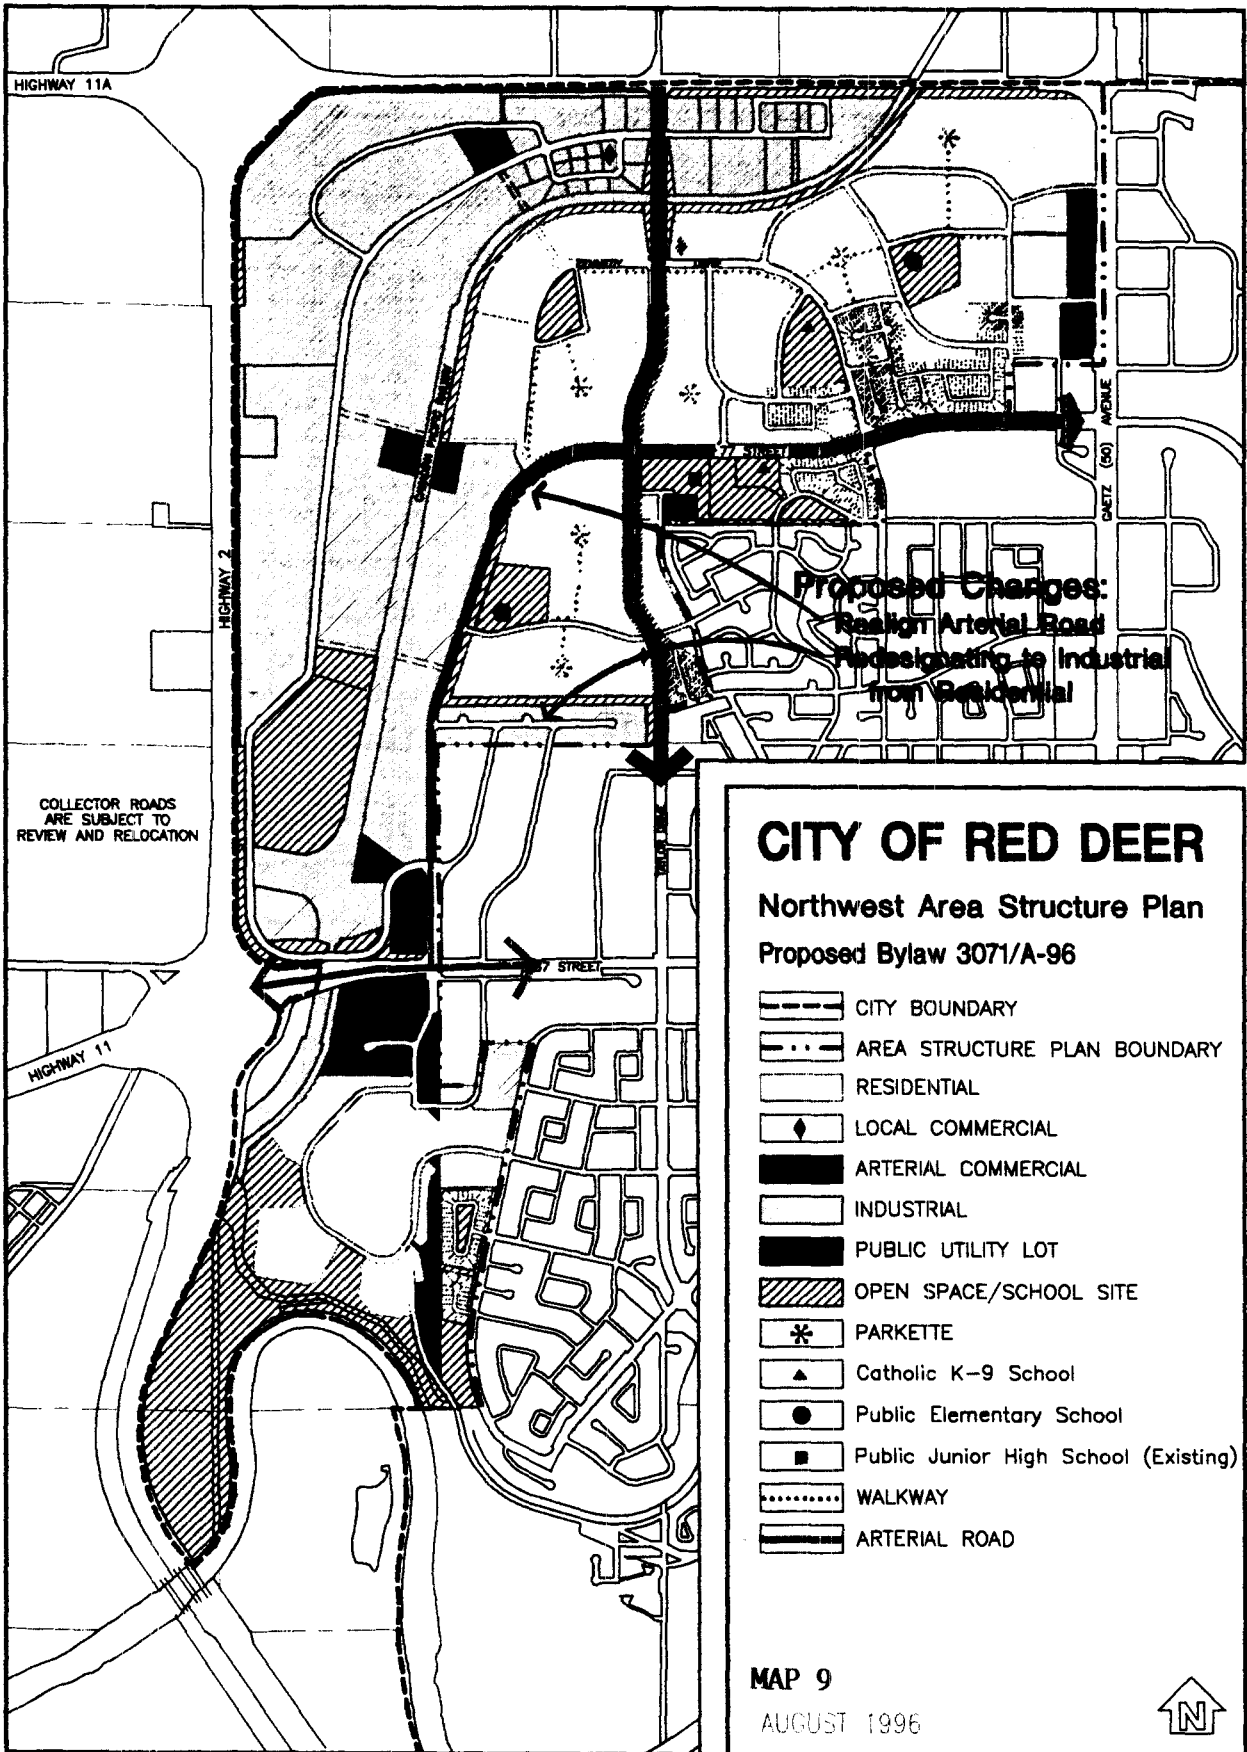 HIGHWAY 11A
77 STREET
GAETZ (50) AVENUE
HIGHWAY 2
Proposed Changes:
Realign Arterial Road
Redesignating to Industrial
from Residential
COLLECTOR ROADS
ARE SUBJECT TO
REVIEW AND RELOCATION
67 STREET
HIGHWAY 11
CITY OF RED DEER
Northwest Area Structure Plan
Proposed Bylaw 3071/A-96
CITY BOUNDARY
AREA STRUCTURE PLAN BOUNDARY
RESIDENTIAL
LOCAL COMMERCIAL
ARTERIAL COMMERCIAL
INDUSTRIAL
PUBLIC UTILITY LOT
OPEN SPACE/SCHOOL SITE
PARKETTE
Catholic K-9 School
Public Elementary School
Public Junior High School (Existing)
WALKWAY
ARTERIAL ROAD
MAP 9
AUGUST 1996
N